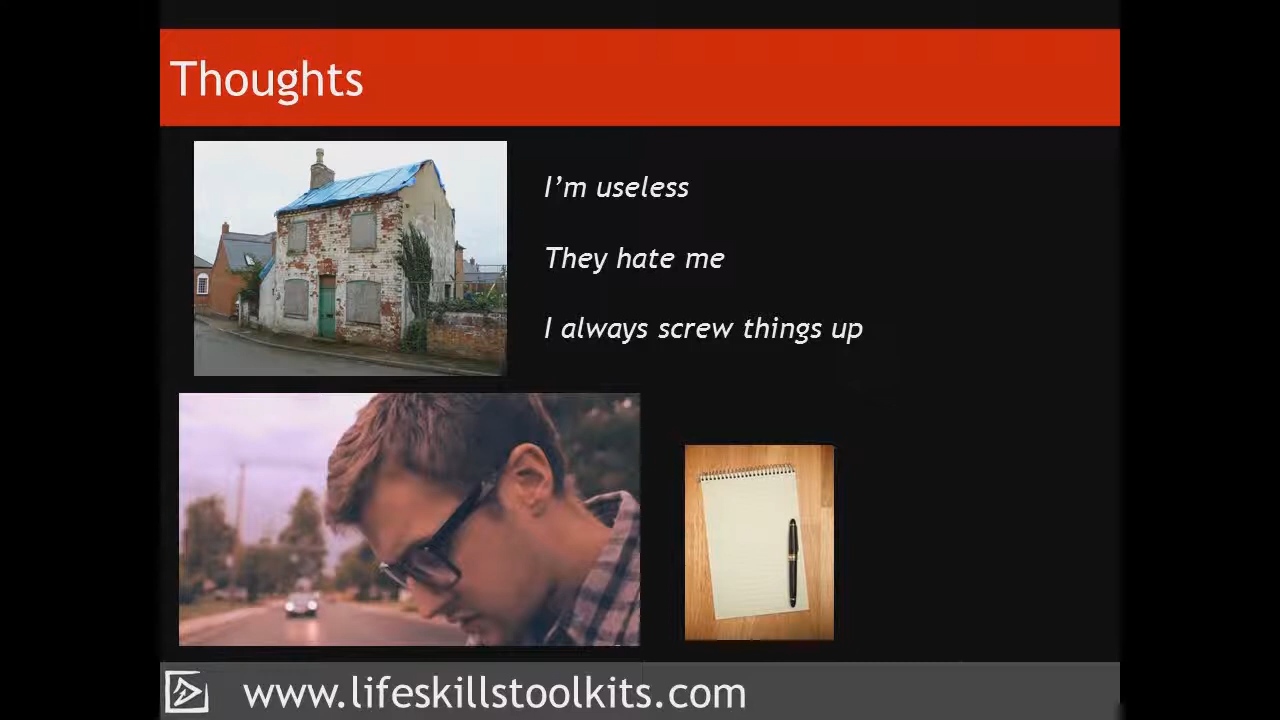 Thoughts
I’m useless
They hate me
I always screw things up
www.lifeskillstoolkits.com